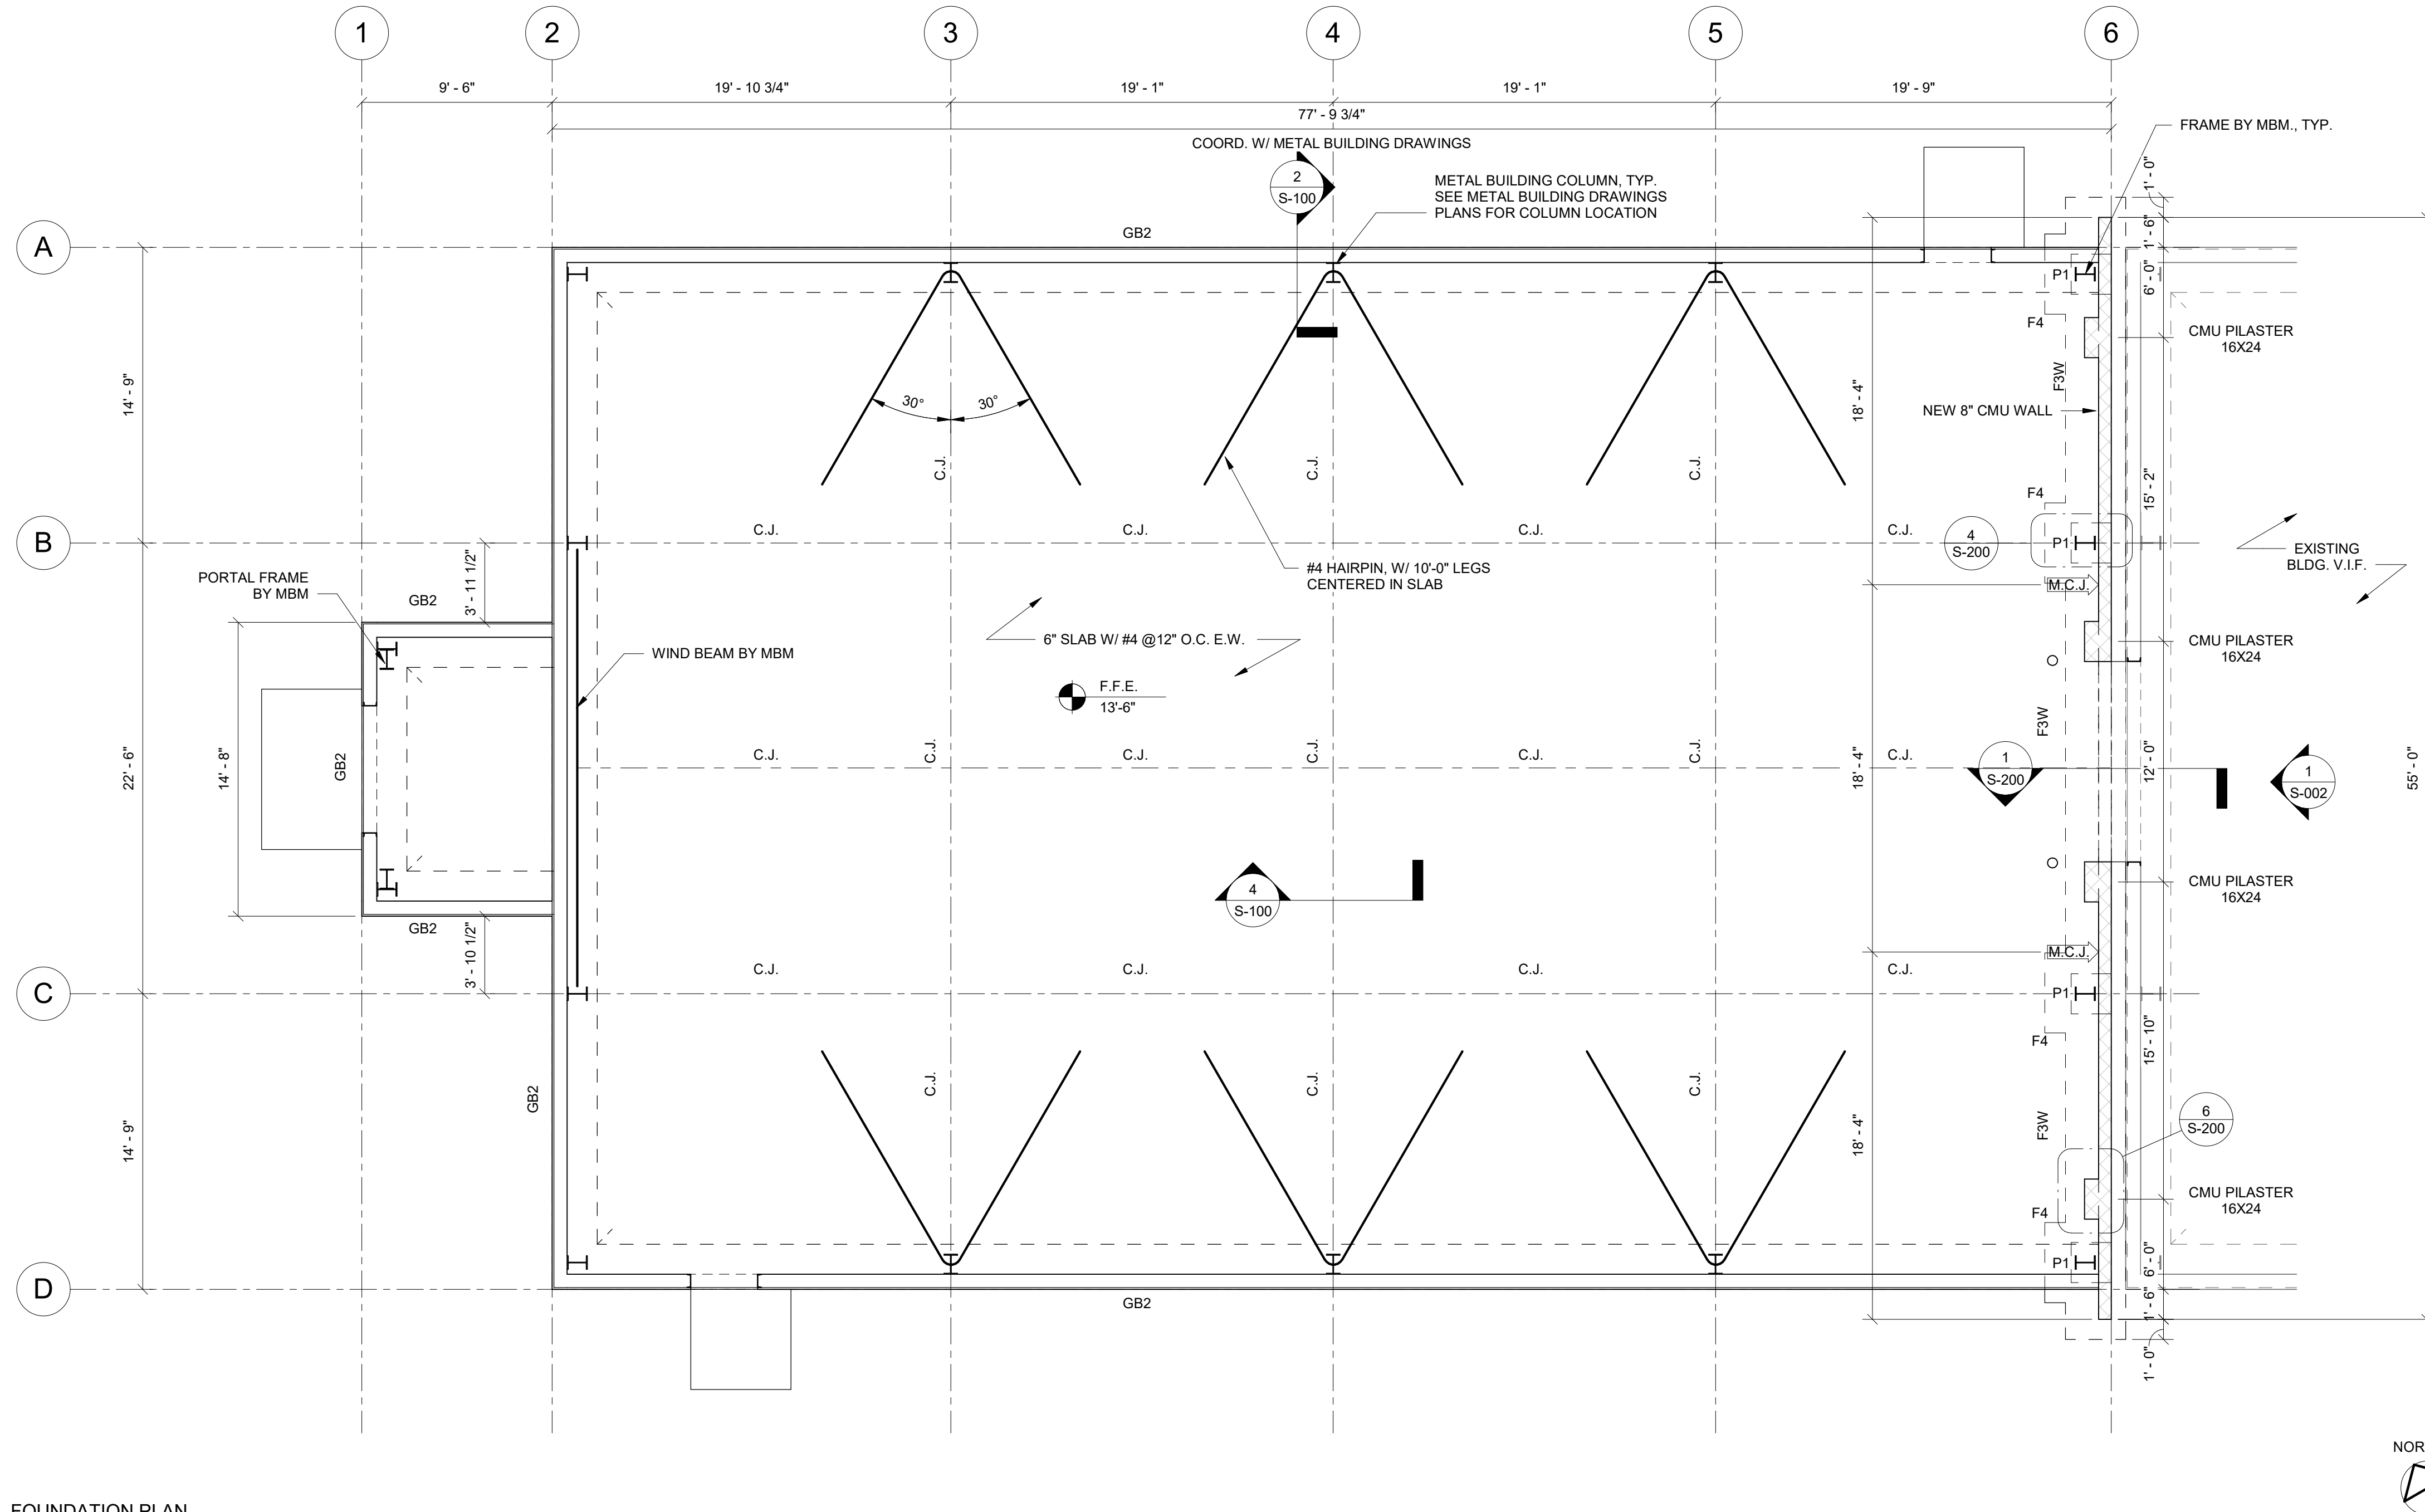 1
2
3
4
5
6
9' - 6"
19' - 10 3/4"
19' - 1"
19' - 1"
19' - 9"
77' - 9 3/4"
COORD. W/ METAL BUILDING DRAWINGS
FRAME BY MBM., TYP.
2
S-100
METAL BUILDING COLUMN, TYP.
SEE METAL BUILDING DRAWINGS
PLANS FOR COLUMN LOCATION
1' - 0"
1' - 6"
A
GB2
6' - 0"
P1
F4
CMU PILASTER
16X24
14' - 9"
30°
30°
18' - 4"
F3W
NEW 8" CMU WALL
C.J.
C.J.
C.J.
F4
15' - 2"
B
C.J.
C.J.
C.J.
C.J.
4
S-200
P1
EXISTING
BLDG. V.I.F.
3' - 11 1/2"
PORTAL FRAME
BY MBM
GB2
#4 HAIRPIN, W/ 10'-0" LEGS
CENTERED IN SLAB
M.C.J.
6" SLAB W/ #4 @12" O.C. E.W.
WIND BEAM BY MBM
CMU PILASTER
16X24
F.F.E.
13'-6"
F3W
22' - 6"
14' - 8"
GB2
C.J.
C.J.
C.J.
C.J.
C.J.
C.J.
C.J.
18' - 4"
1
S-200
12' - 0"
1
S-002
55' - 0"
4
S-100
CMU PILASTER
16X24
GB2
3' - 10 1/2"
M.C.J.
C.J.
C.J.
C.J.
C.J.
C
P1
F4
15' - 10"
GB2
C.J.
C.J.
C.J.
14' - 9"
18' - 4"
F3W
6
S-200
CMU PILASTER
16X24
F4
P1
6' - 0"
D
GB2
1' - 6"
1' - 0"
NOR
FOUNDATION PLAN